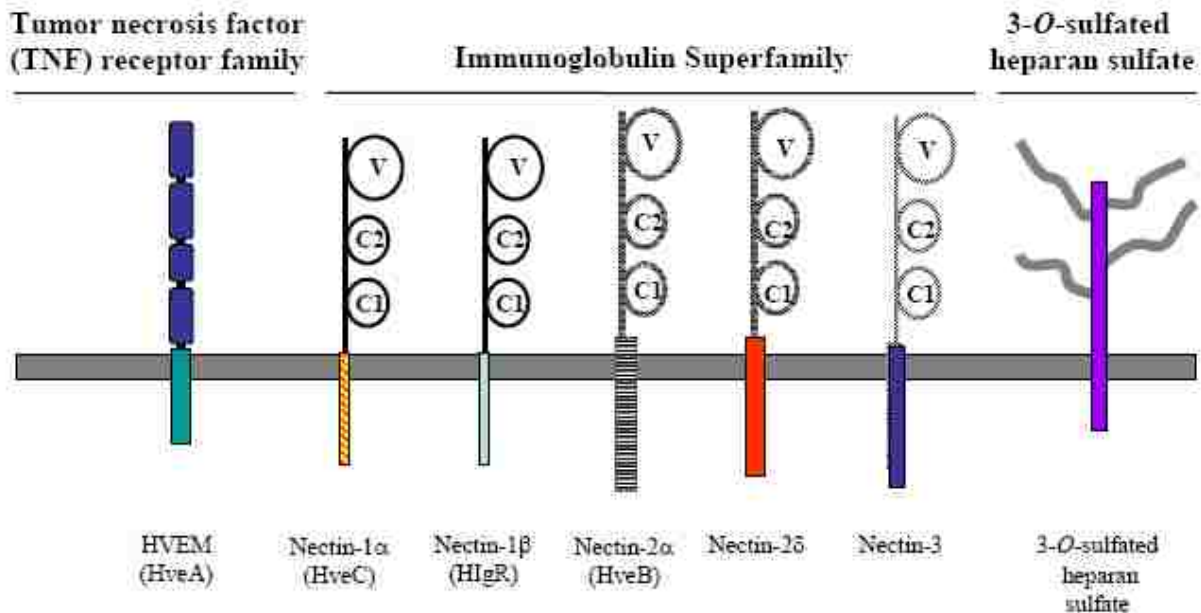 Tumor necrosis factor
(TNF) receptor family
Immunoglobulin Superfamily
3-O-sulfated
heparan sulfate
V
C2
C1
V
C2
C1
V
C2
C1
V
C2
C1
V
C2
C1
HVEM
(HveA)
Nectin-1α
(HveC)
Nectin-1β
(HIgR)
Nectin-2α
(HveB)
Nectin-2δ
Nectin-3
3-O-sulfated
heparan
sulfate